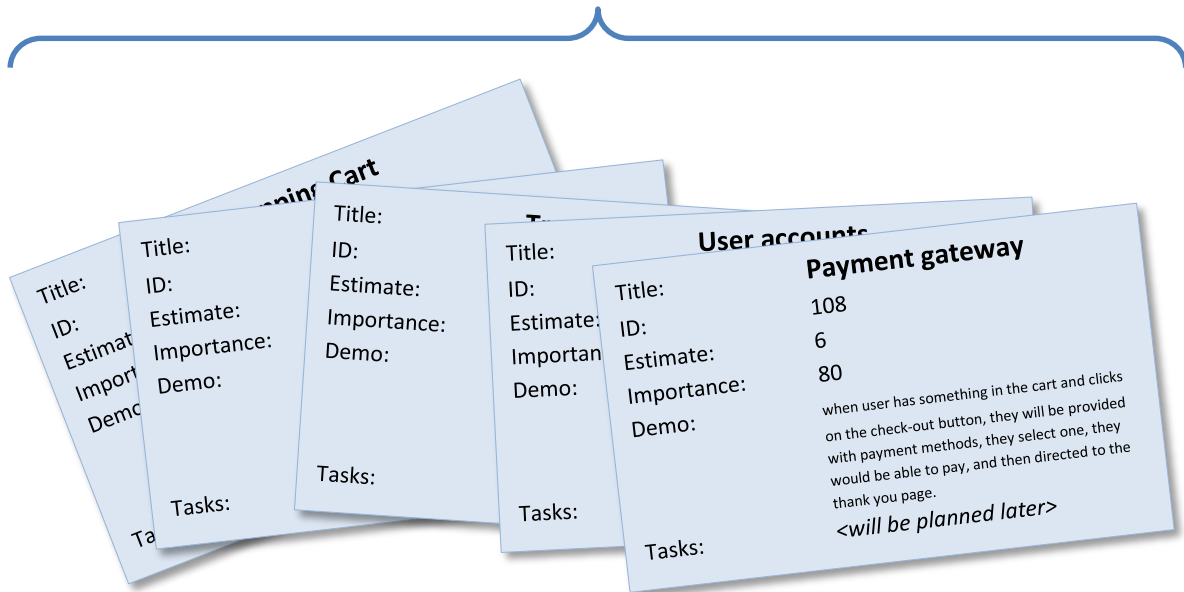 Cart
Title:
ID:
Demo
Title:
ID:
Estimate:
Importance:
Demo:
Tasks:
Title:
ID:
Estimate:
Importance:
Demo:
Tasks:
User accounts
Title:
ID:
Estimate:
Demo:
Tasks:
Payment gateway
Title:
108
ID:
6
Estimate:
80
Importance:
when user has something in the cart and clicks
Demo:
on the check-out button, they will be provided
with payment methods, they select one, they
would be able to pay, and then directed to the
thank you page.
<will be planned later>
Tasks: